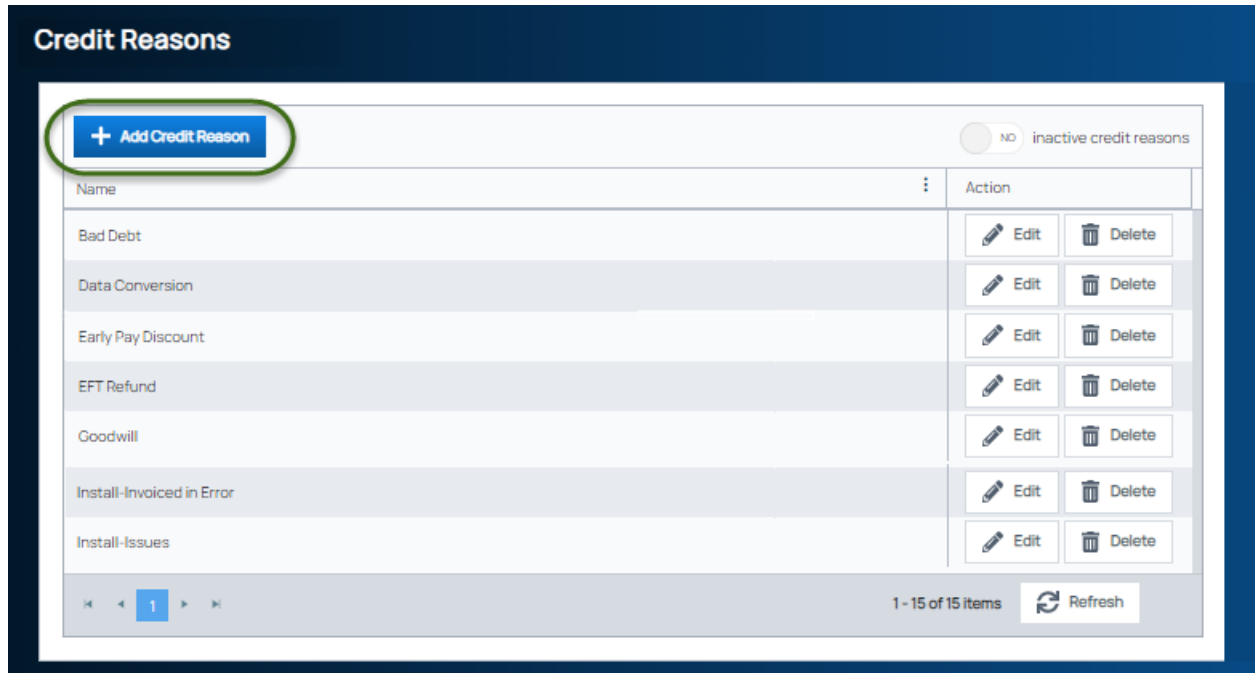 Credit Reasons
+ Add Credit Reason
NO inactive credit reasons
Name Action
Bad Debt Edit Delete
Data Conversion Edit Delete
Early Pay Discount Edit Delete
EFT Refund Edit Delete
Goodwill Edit Delete
Install-Invoiced in Error Edit Delete
Install-Issues Edit Delete
1 1 - 15 of 15 items Refresh